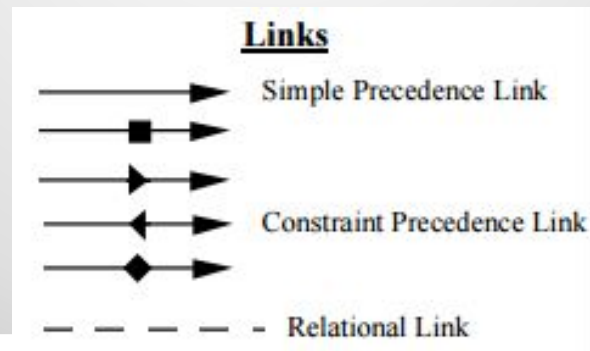 Links
Simple Precedence Link
Constraint Precedence Link
Relational Link